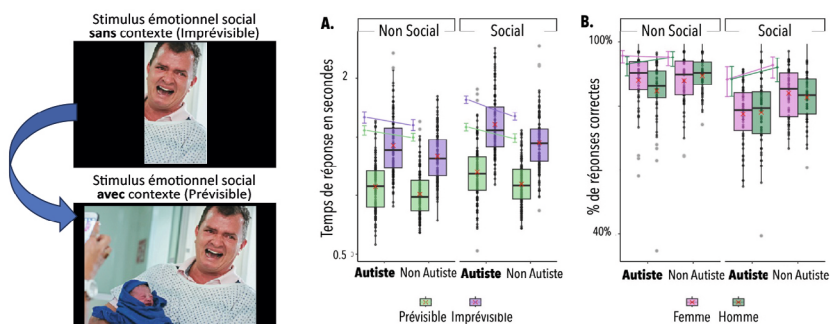 Stimulus émotionnel social
sans contexte (Imprévisible)
Stimulus émotionnel social
avec contexte (Prévisible)
A.
Non Social
Social
Temps de réponse en secondes
2
0.5
Autiste
Non Autiste
Autiste
Non Autiste
Prévisible
Imprévisible
B.
Non Social
Social
% de réponses correctes
100%
40%
Autiste
Non Autiste
Autiste
Non Autiste
Femme
Homme